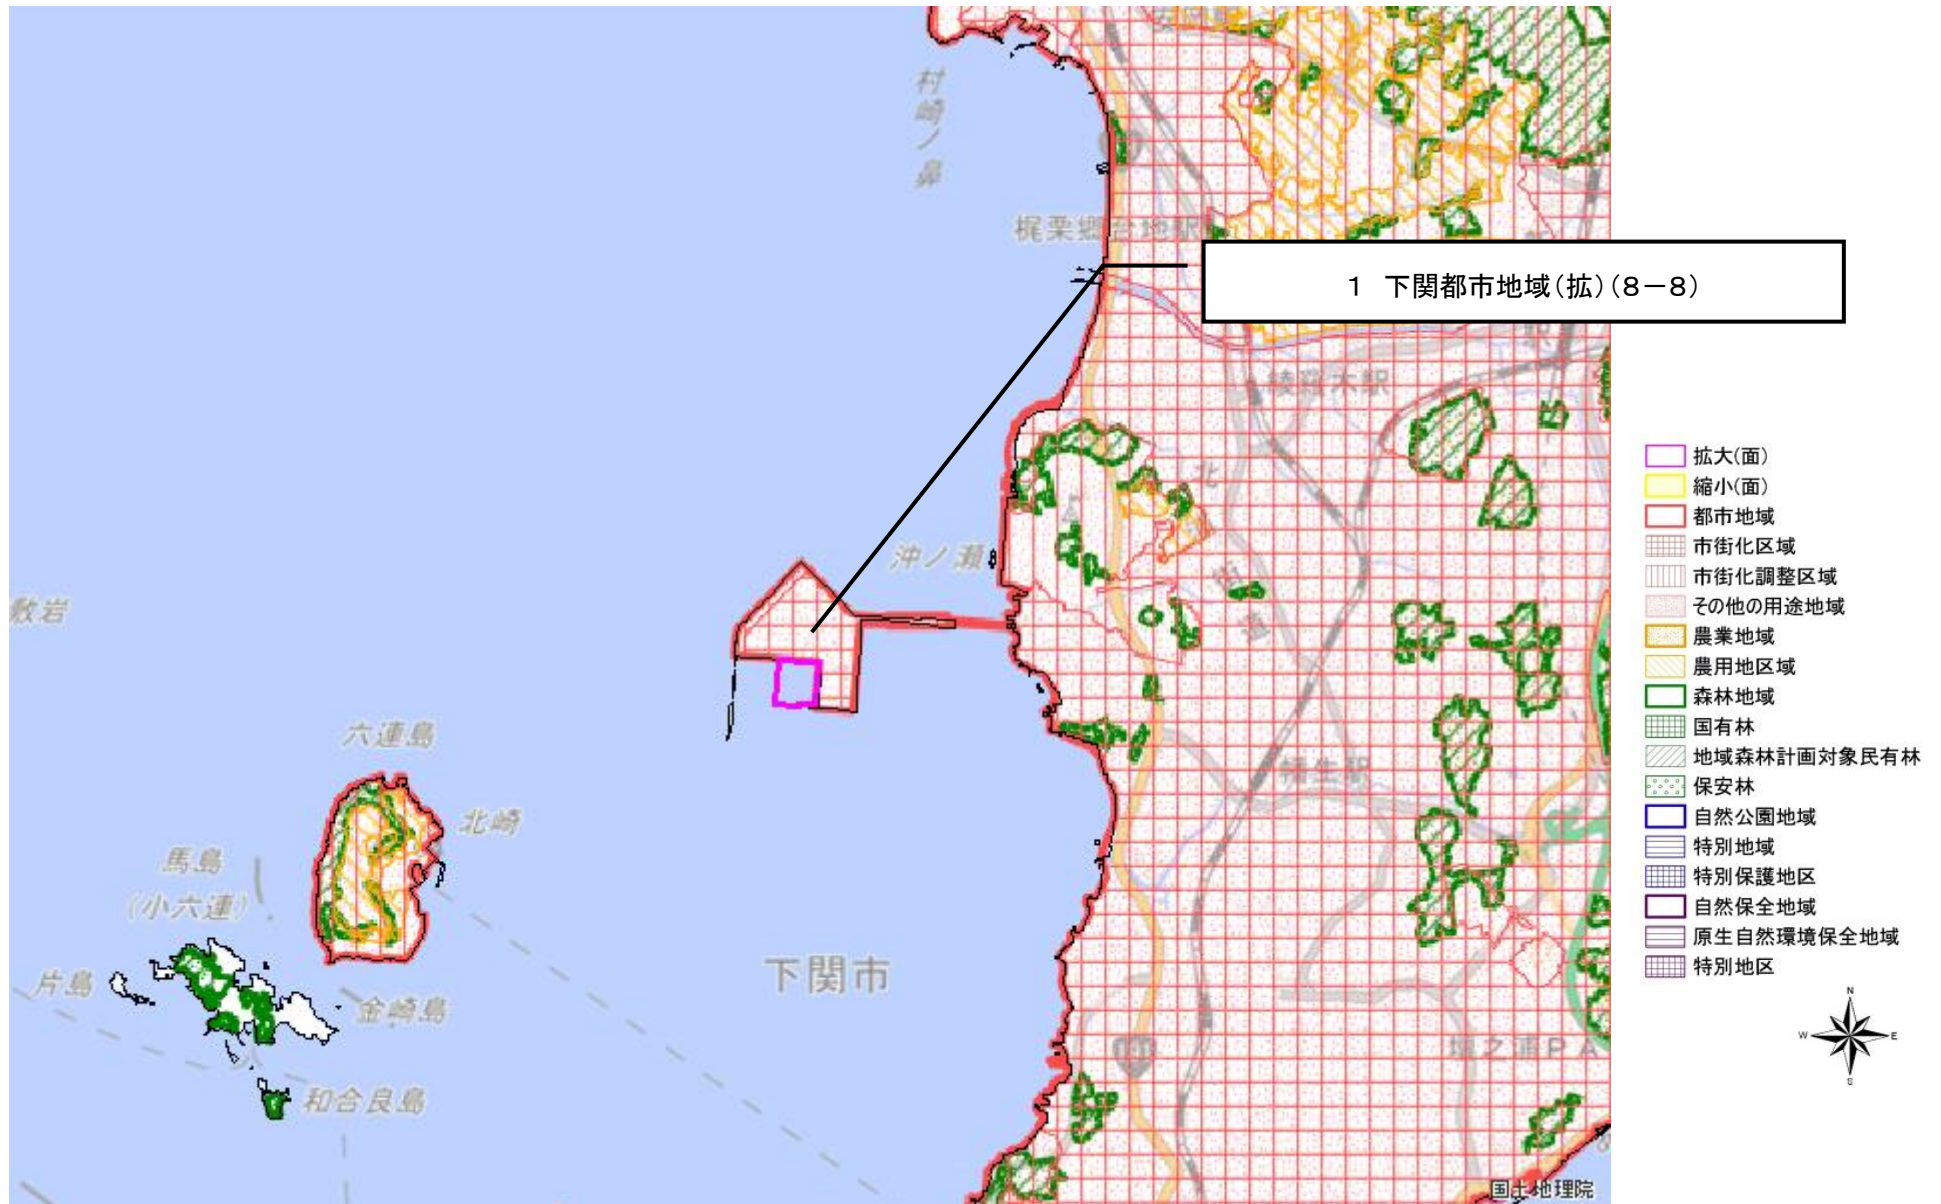 村崎ノ鼻
梶栗郷台地駅
1 下関都市地域(拡)(8-8)
綾羅木駅
北
街
道
沖ノ瀬
敷岩
六連島
北崎
馬島
(小六連)
片島
金崎島
和合良島
下関市
幡生駅
壇之浦PA
国土地理院
拡大(面)
縮小(面)
都市地域
市街化区域
市街化調整区域
その他の用途地域
農業地域
農用地区域
森林地域
国有林
地域森林計画対象民有林
保安林
自然公園地域
特別地域
特別保護地区
自然保全地域
原生自然環境保全地域
特別地区
N
W
E
S